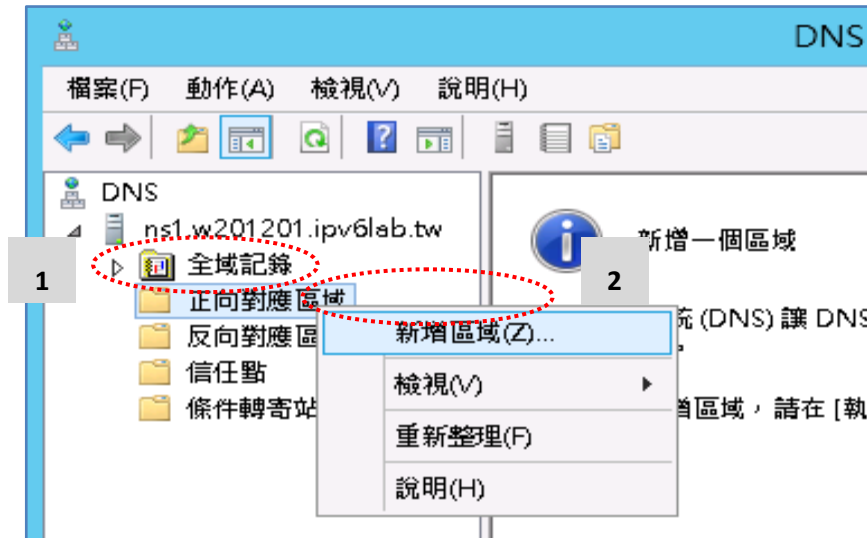 DNS
檔案(F) 動作(A) 檢視(V) 說明(H)
DNS
ns1.w201201.ipv6lab.tw
全域記錄
正向對應區域
反向對應區
信任點
條件轉寄站
1
2
新增一個區域
統 (DNS) 讓 DNS
區域，請在 [執
新增區域(Z)...
檢視(V)
重新整理(F)
說明(H)